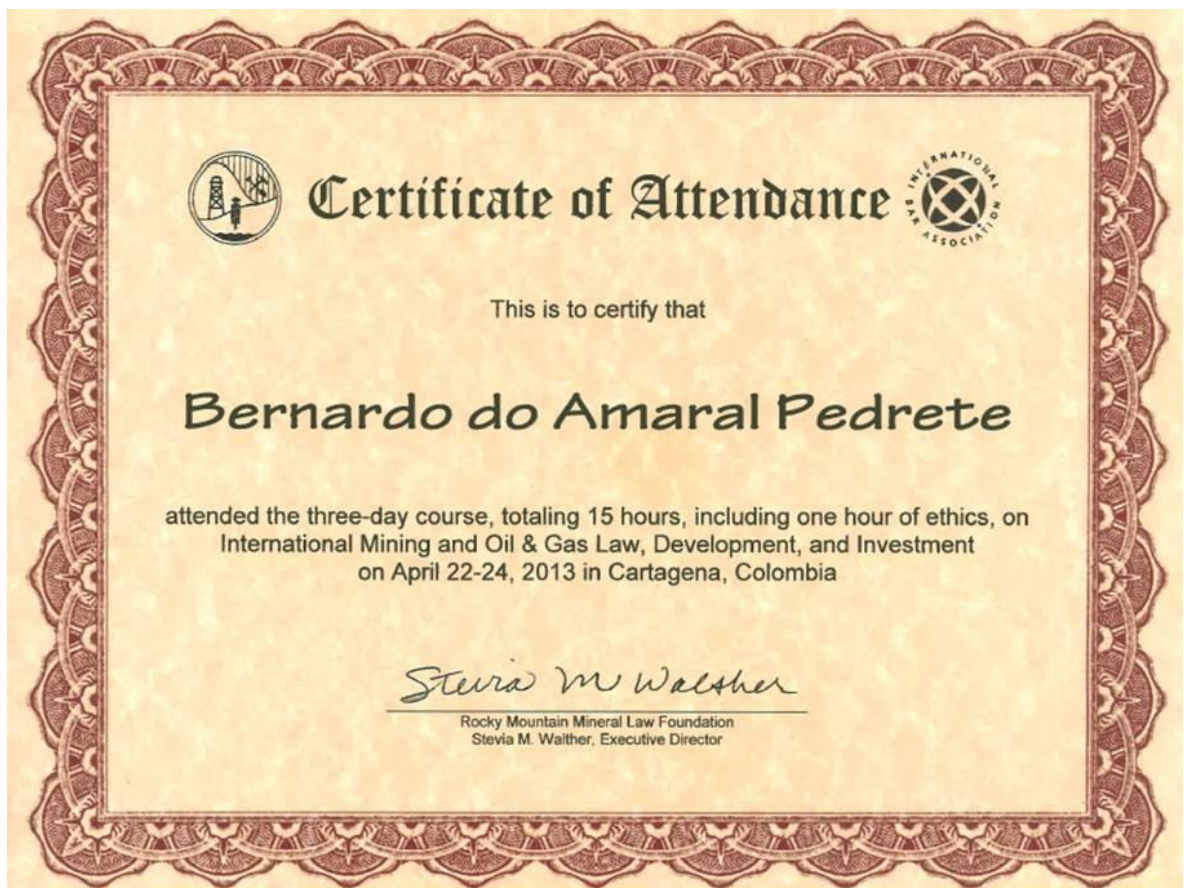 Certificate of Attendance
INTERNATIONAL BAR ASSOCIATION
This is to certify that
Bernardo do Amaral Pedrete
attended the three-day course, totaling 15 hours, including one hour of ethics, on
International Mining and Oil & Gas Law, Development, and Investment
on April 22-24, 2013 in Cartagena, Colombia
Stevia M Walther
Rocky Mountain Mineral Law Foundation
Stevia M. Walther, Executive Director